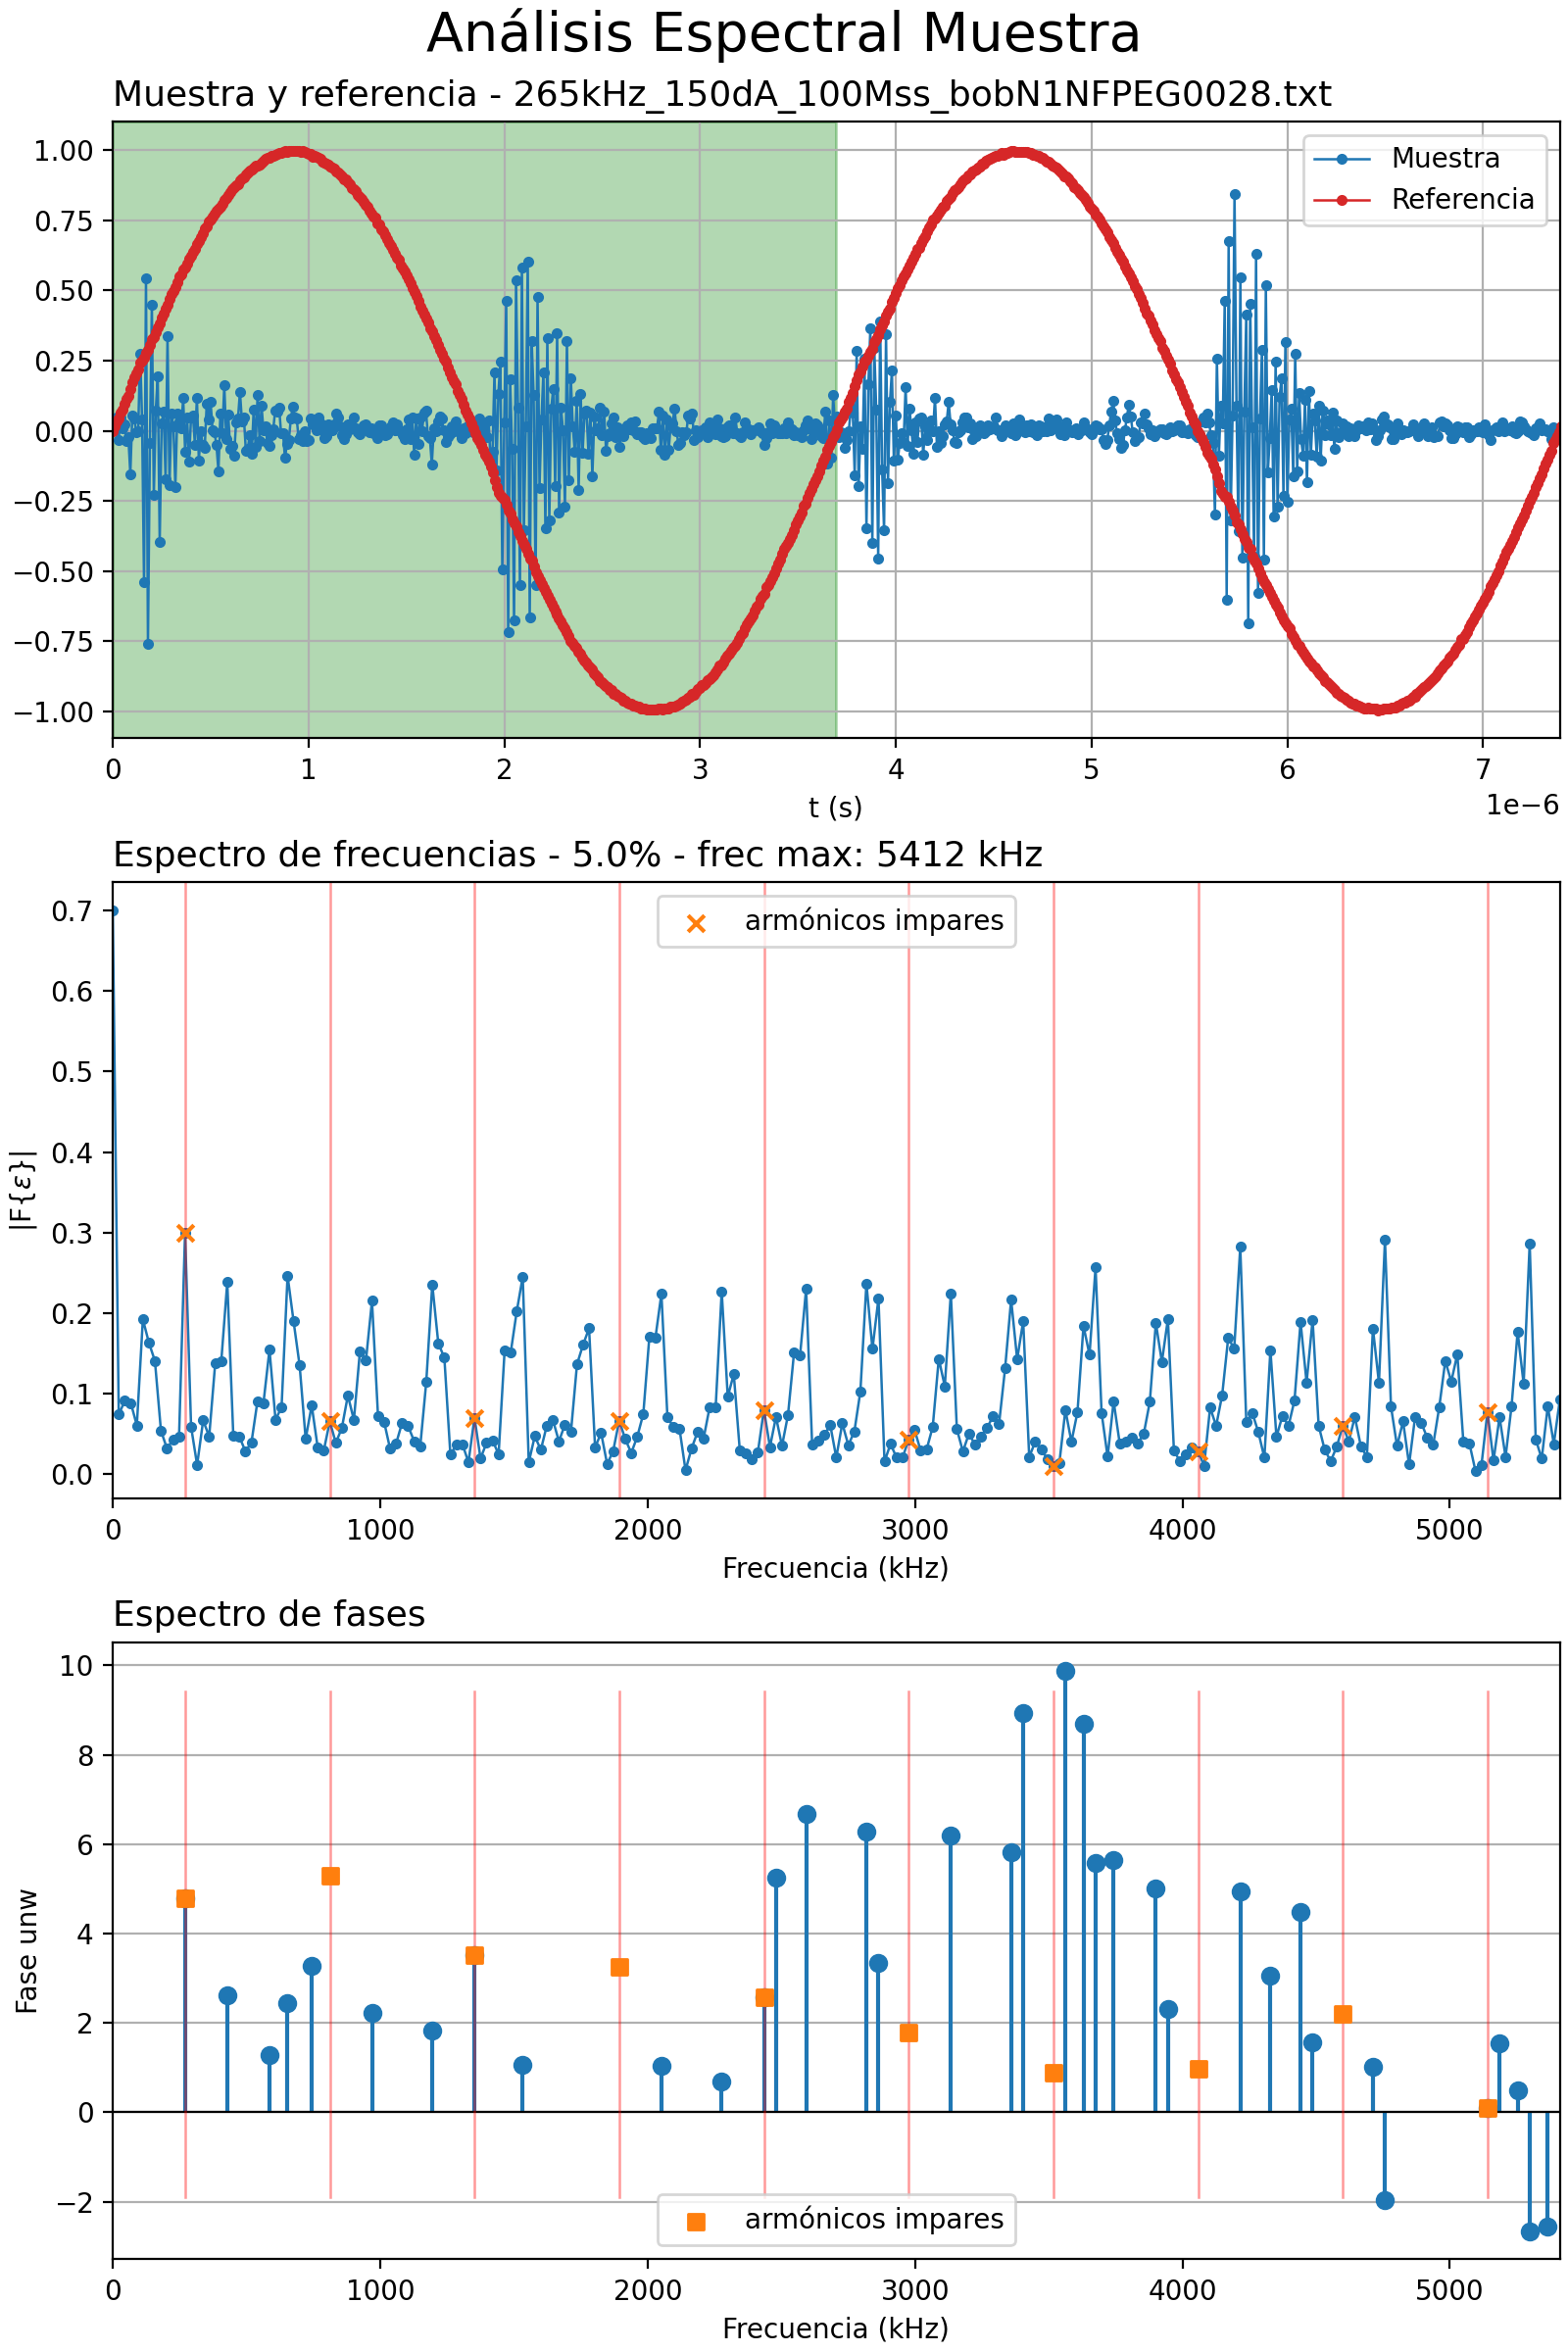 Análisis Espectral Muestra
Muestra y referencia - 265kHz_150dA_100Mss_bobN1NFPEG0028.txt
1.00
0.75
0.50
0.25
0.00
−0.25
−0.50
−0.75
−1.00
Muestra
Referencia
0 1 2 3 4 5 6 7
t (s)
1e−6
Espectro de frecuencias - 5.0% - frec max: 5412 kHz
0.7
0.6
0.5
0.4
0.3
0.2
0.1
0.0
|F{ε}|
armónicos impares
0 1000 2000 3000 4000 5000
Frecuencia (kHz)
Espectro de fases
10
8
6
4
2
0
−2
Fase unw
armónicos impares
0 1000 2000 3000 4000 5000
Frecuencia (kHz)